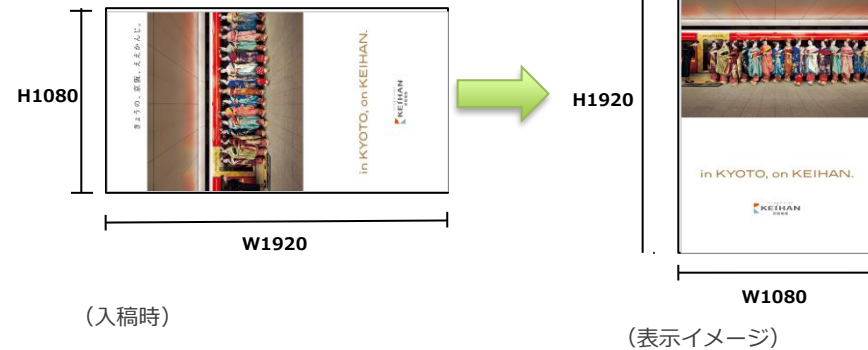 H1080
きょうの、京阪、ええかんじ。
in KYOTO, on KEIHAN.
KEIHAN
W1920
（入稿時）
H1920
in KYOTO, on KEIHAN.
KEIHAN
W1080
（表示イメージ）